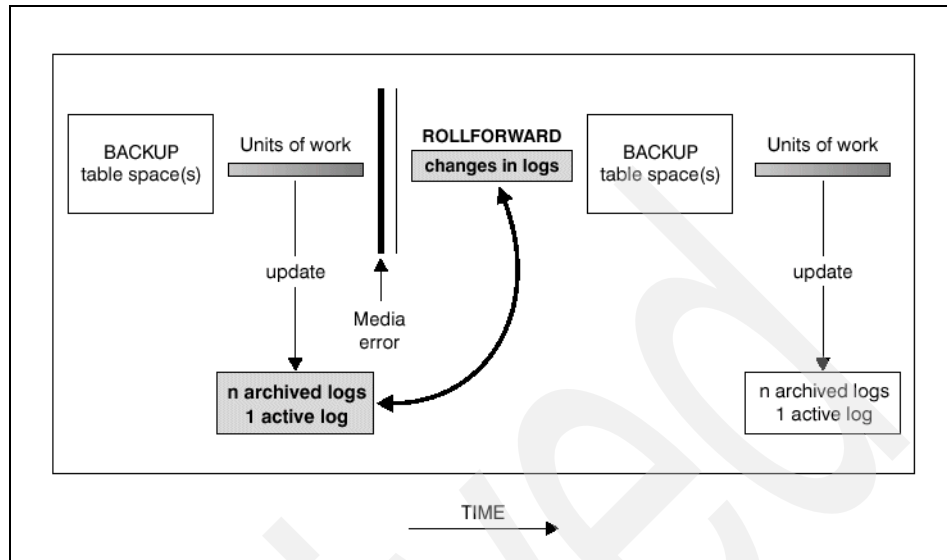 BACKUP
table space(s)
Units of work
ROLLFORWARD
changes in logs
BACKUP
table space(s)
Units of work
update
Media
error
update
n archived logs
1 active log
n archived logs
1 active log
TIME